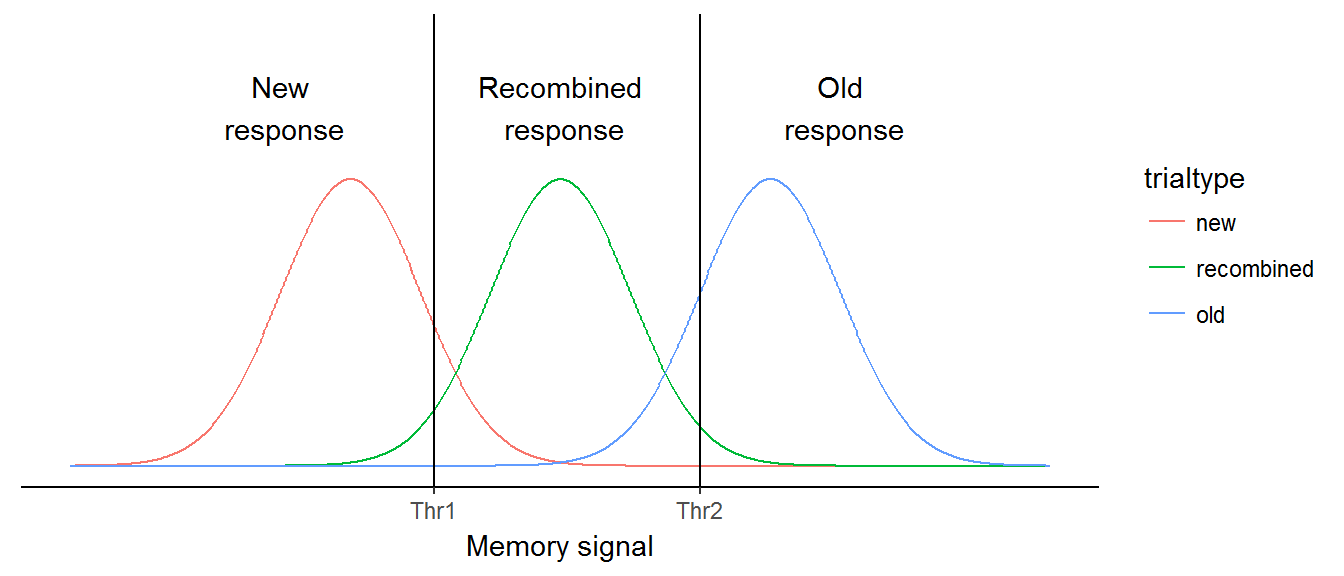 New
response
Recombined
response
Old
response
trialtype
new
recombined
old
Thr1
Thr2
Memory signal